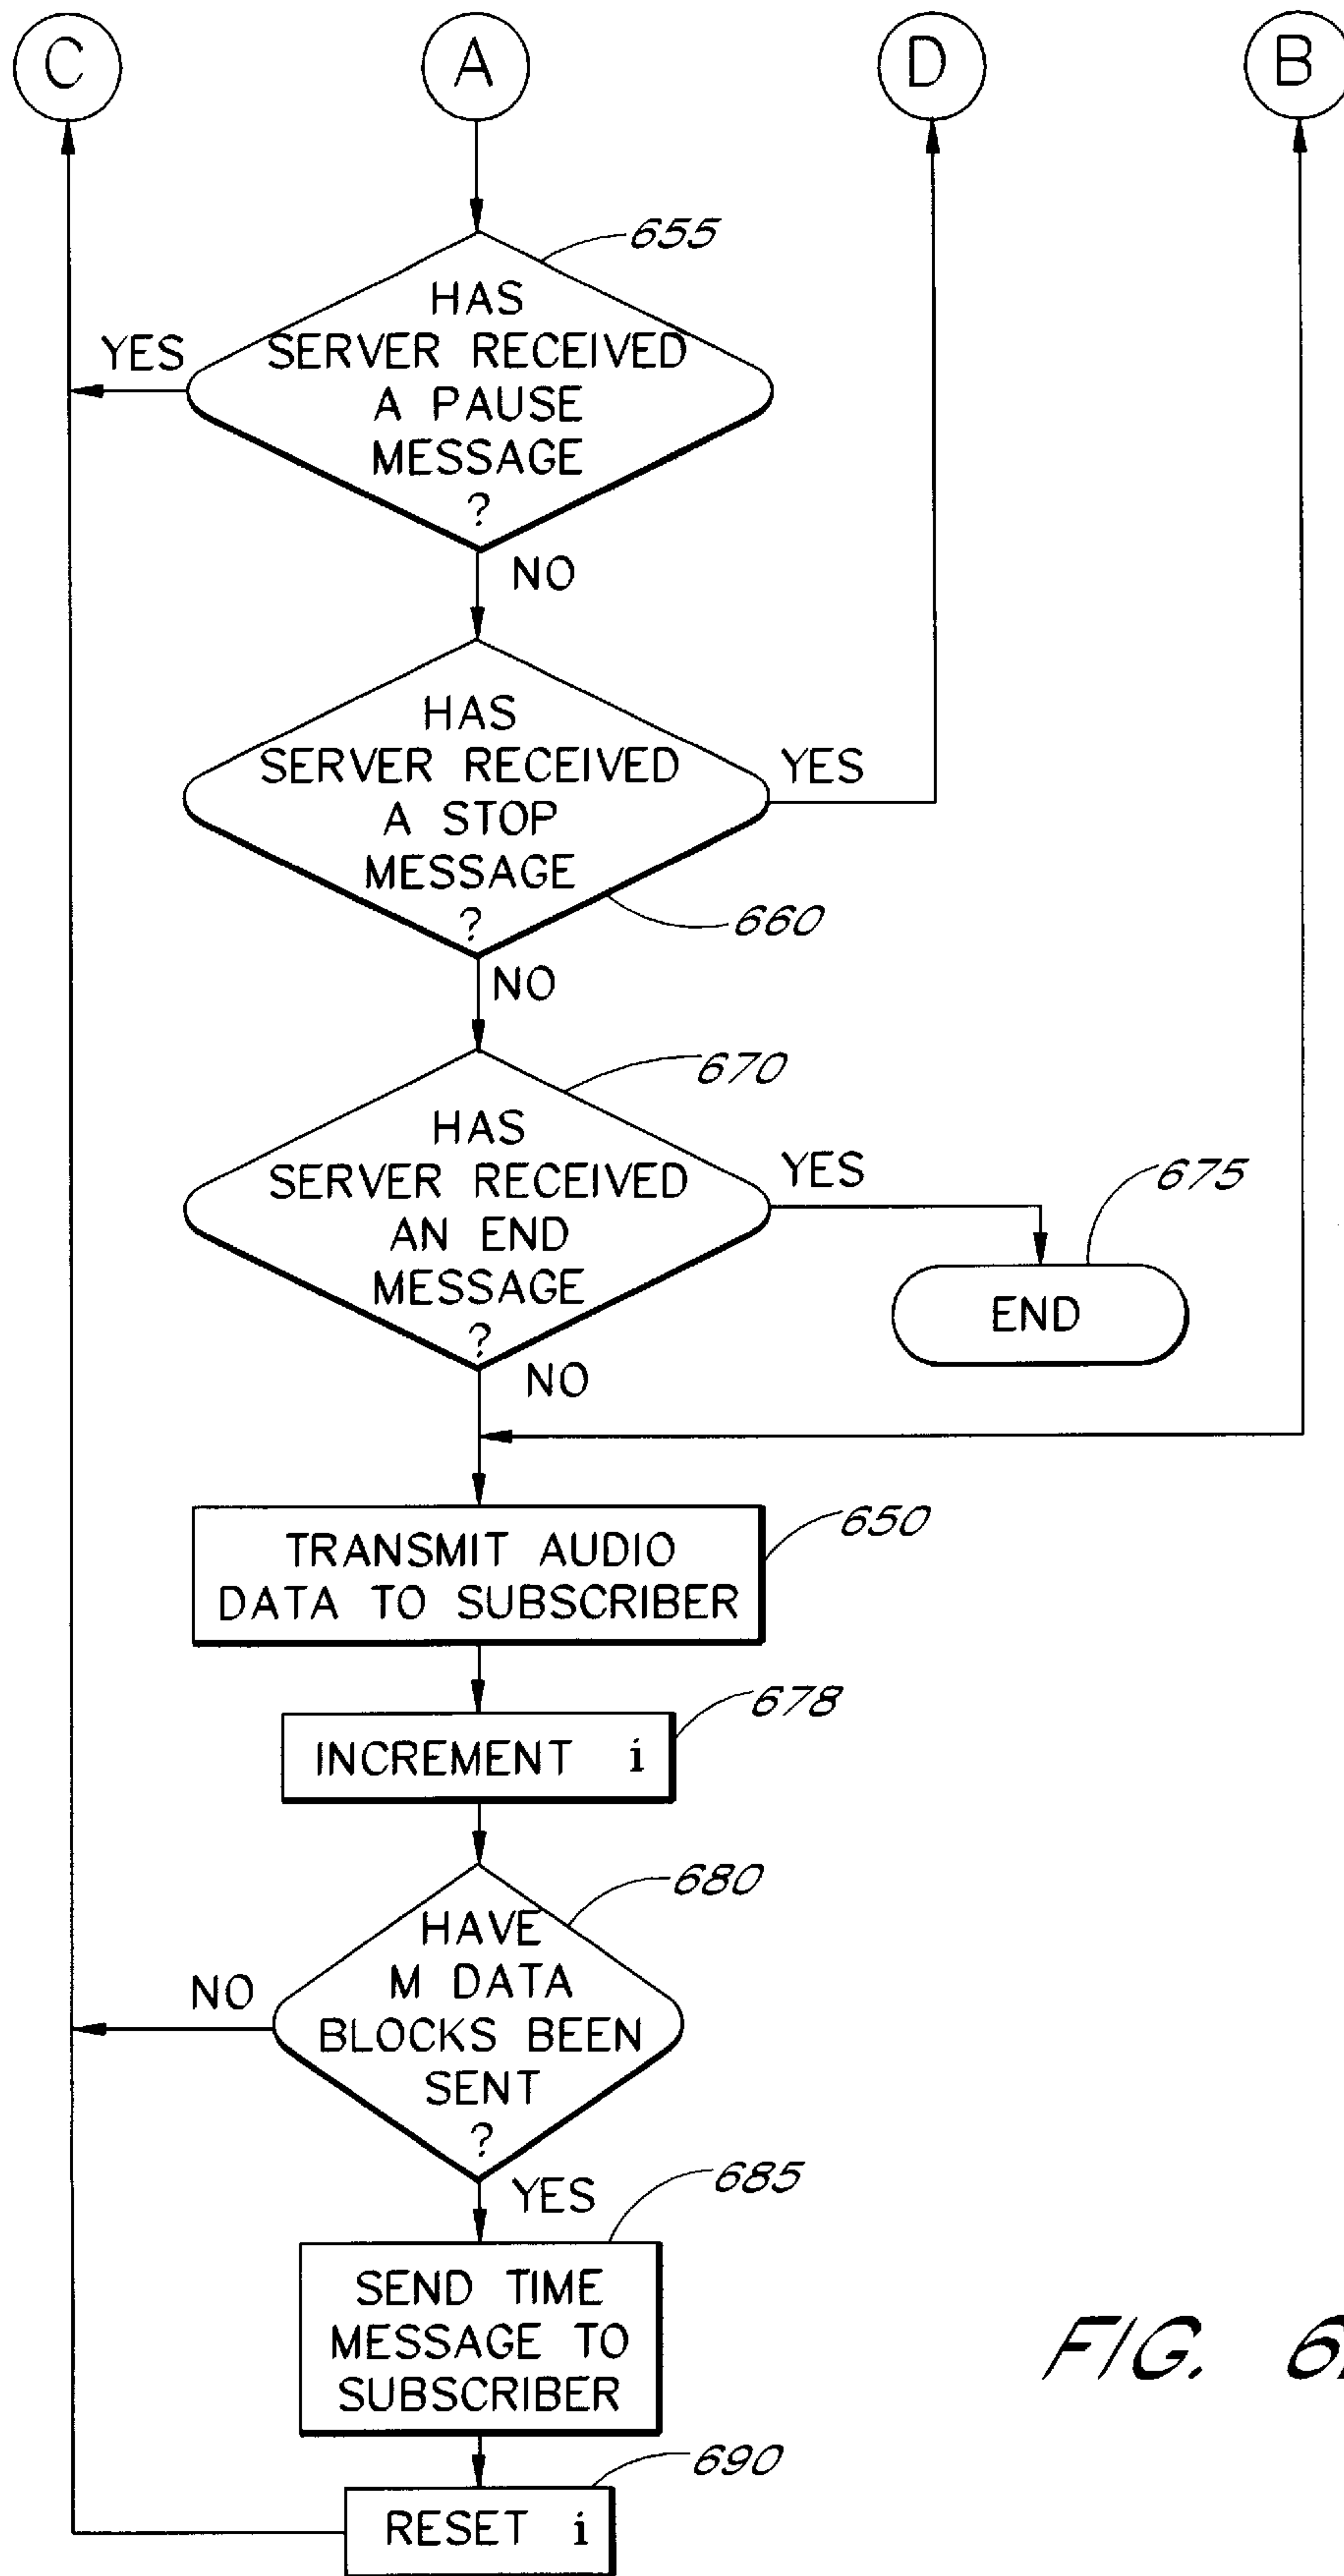 C
A
D
B
655
HAS
SERVER RECEIVED
A PAUSE
MESSAGE
?
YES
NO
HAS
SERVER RECEIVED
A STOP
MESSAGE
?
YES
660
NO
670
HAS
SERVER RECEIVED
AN END
MESSAGE
?
YES
675
END
NO
650
TRANSMIT AUDIO
DATA TO SUBSCRIBER
678
INCREMENT i
680
HAVE
M DATA
BLOCKS BEEN
SENT
?
NO
YES
685
SEND TIME
MESSAGE TO
SUBSCRIBER
690
RESET i
FIG.